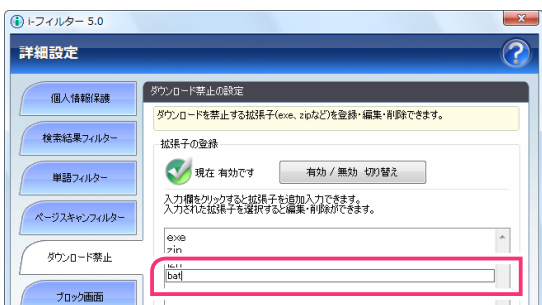 i-フィルター 5.0
詳細設定
?
個人情報保護
検索結果フィルター
単語フィルター
ページスキャンフィルター
ダウンロード禁止
ブロック画面
ダウンロード禁止の設定
ダウンロードを禁止する拡張子(exe、zipなど)を登録・編集・削除できます。
拡張子の登録
現在 有効です
有効 / 無効 切り替え
入力欄をクリックすると拡張子を追加入力できます。
入力された拡張子を選択すると編集・削除ができます。
exe
zip
bat